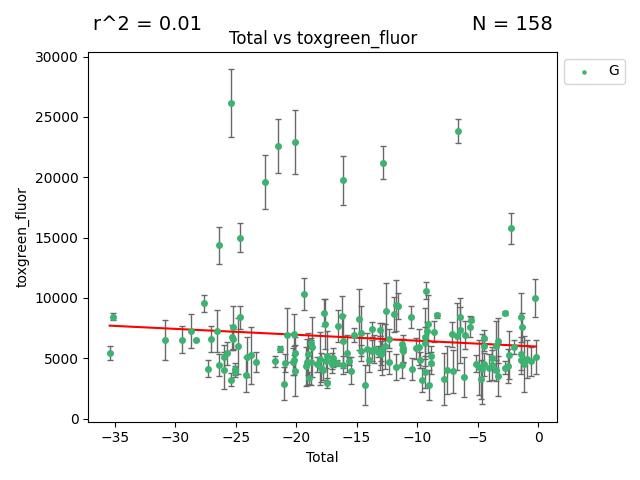 r^2 = 0.01
N = 158
Total vs toxgreen_fluor
G
toxgreen_fluor
30000
25000
20000
15000
10000
5000
0
−35
−30
−25
−20
−15
−10
−5
0
Total